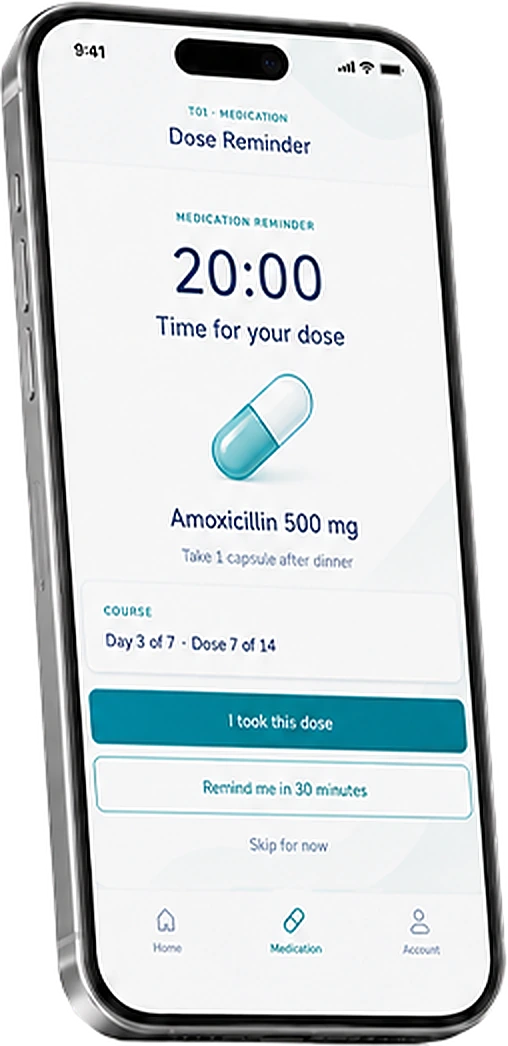 9:41
T01 · MEDICATION
Dose Reminder
MEDICATION REMINDER
20:00
Time for your dose
Amoxicillin 500 mg
Take 1 capsule after dinner
COURSE
Day 3 of 7 · Dose 7 of 14
I took this dose
Remind me in 30 minutes
Skip for now
Home
Medication
Account